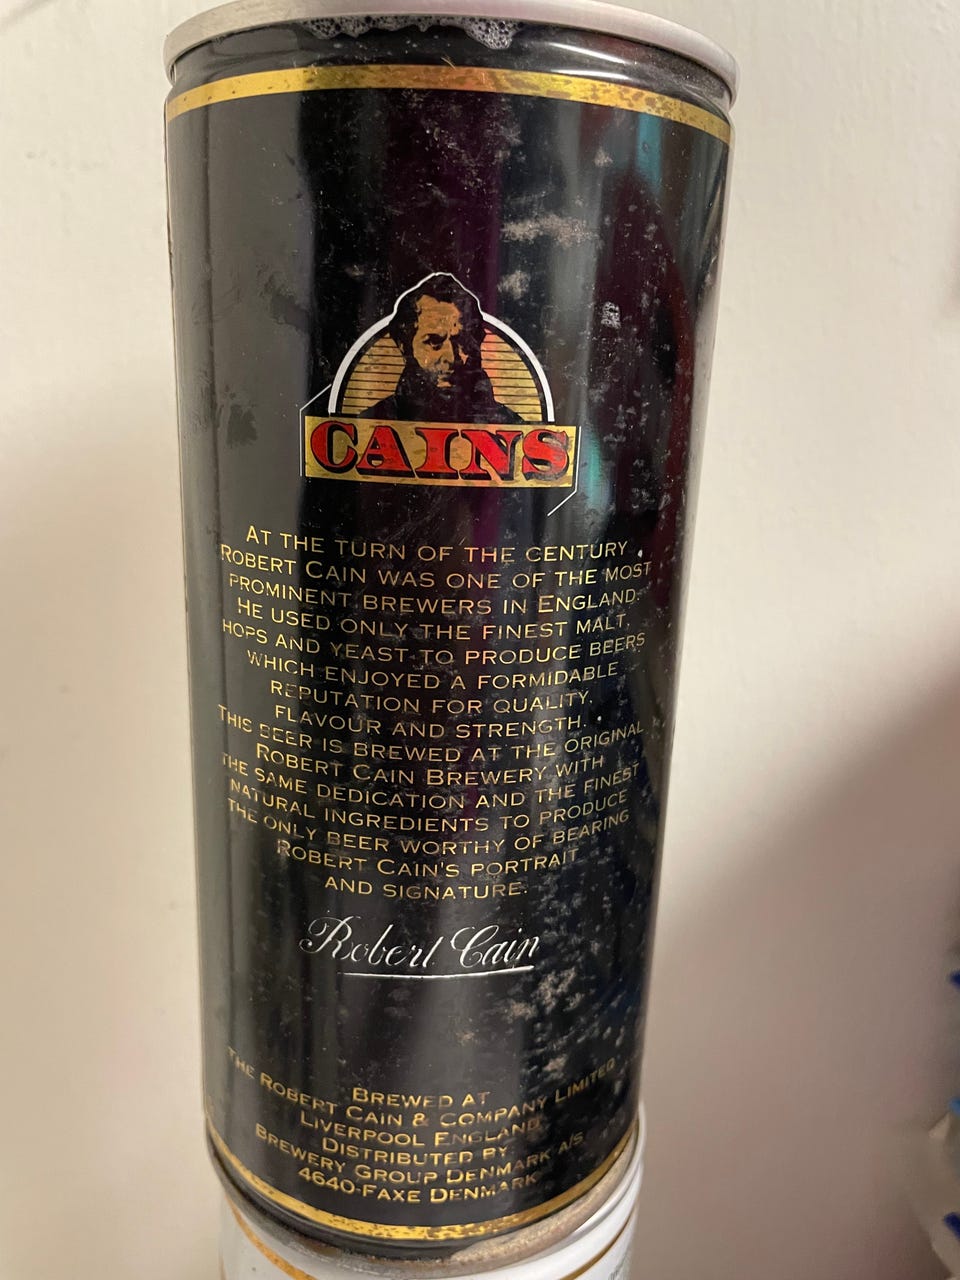 CAINS
AT THE TURN OF THE CENTURY
ROBERT CAIN WAS ONE OF THE MOST
PROMINENT BREWERS IN ENGLAND.
HE USED ONLY THE FINEST MALT,
HOPS AND YEAST TO PRODUCE BEERS
WHICH ENJOYED A FORMIDABLE
REPUTATION FOR QUALITY,
FLAVOUR AND STRENGTH.
THIS BEER IS BREWED AT THE ORIGINAL
ROBERT CAIN BREWERY WITH
THE SAME DEDICATION AND THE FINEST
NATURAL INGREDIENTS TO PRODUCE
THE ONLY BEER WORTHY OF BEARING
ROBERT CAIN'S PORTRAIT
AND SIGNATURE.
Robert Cain
BREWED AT
THE ROBERT CAIN & COMPANY LIMITED
LIVERPOOL ENGLAND
DISTRIBUTED BY
BREWERY GROUP DENMARK A/S
4640-FAXE DENMARK